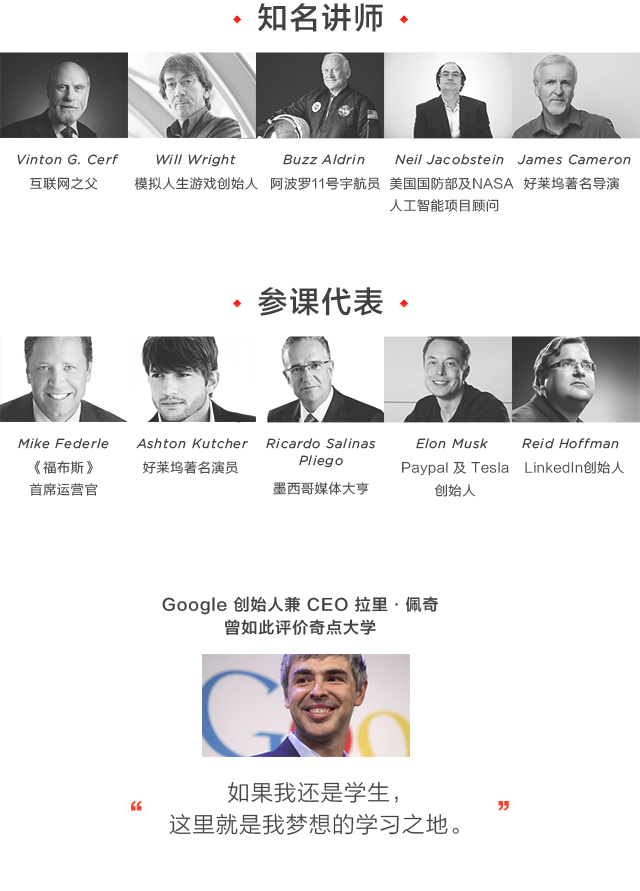 知名讲师
Vinton G. Cerf
互联网之父
Will Wright
模拟人生游戏创始人
Buzz Aldrin
阿波罗11号宇航员
Neil Jacobstein
美国国防部及NASA
人工智能项目顾问
James Cameron
好莱坞著名导演
参课代表
Mike Federle
《福布斯》
首席运营官
Ashton Kutcher
好莱坞著名演员
Ricardo Salinas
Pliego
墨西哥媒体大亨
Elon Musk
Paypal 及 Tesla
创始人
Reid Hoffman
LinkedIn创始人
Google 创始人兼 CEO 拉里·佩奇
曾如此评价奇点大学
“如果我还是学生，
这里就是我梦想的学习之地。”